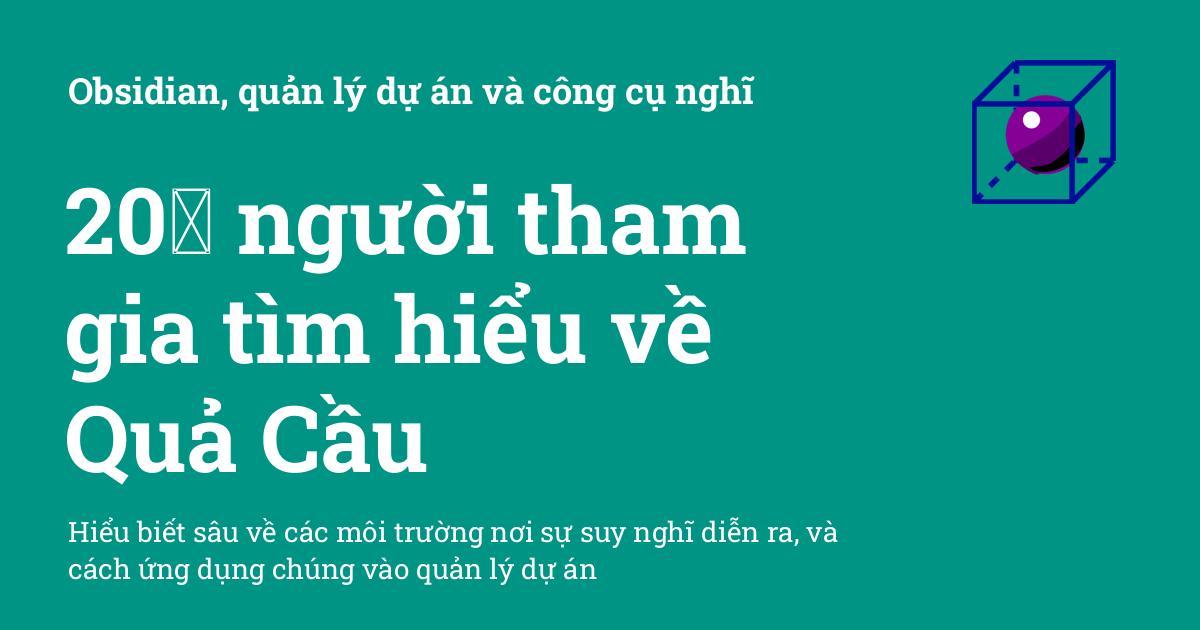 Obsidian, quản lý dự án và công cụ nghĩ
20 người tham
gia tìm hiểu về
Quả Cầu
Hiểu biết sâu về các môi trường nơi sự suy nghĩ diễn ra, và
cách ứng dụng chúng vào quản lý dự án